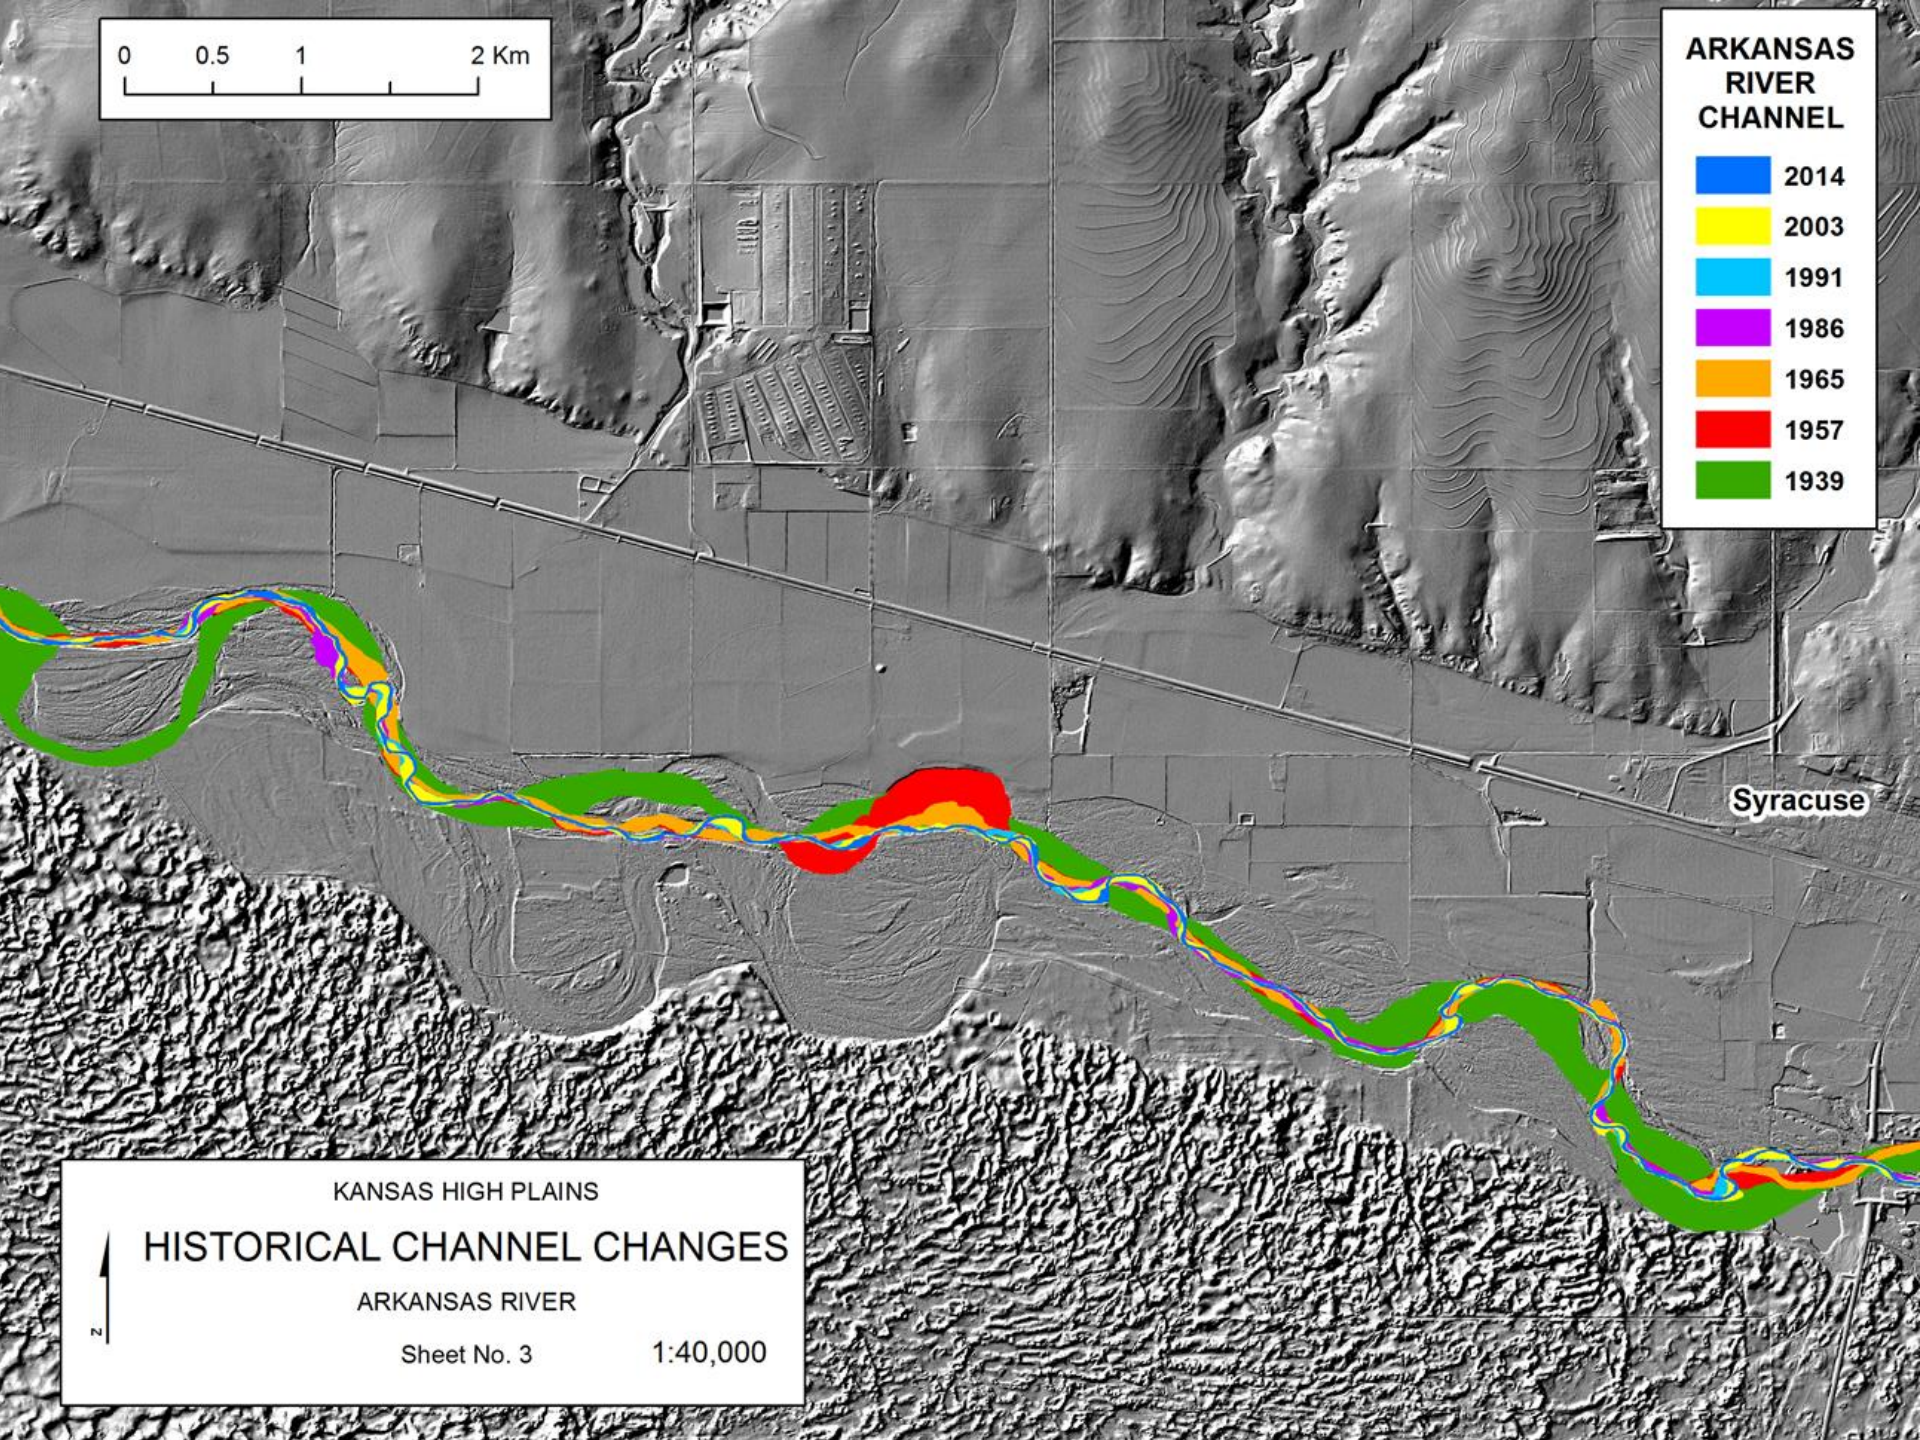 0 0.5 1 2 Km
ARKANSAS
RIVER
CHANNEL
2014
2003
1991
1986
1965
1957
1939
Syracuse
KANSAS HIGH PLAINS
HISTORICAL CHANNEL CHANGES
ARKANSAS RIVER
Sheet No. 3 1:40,000
N